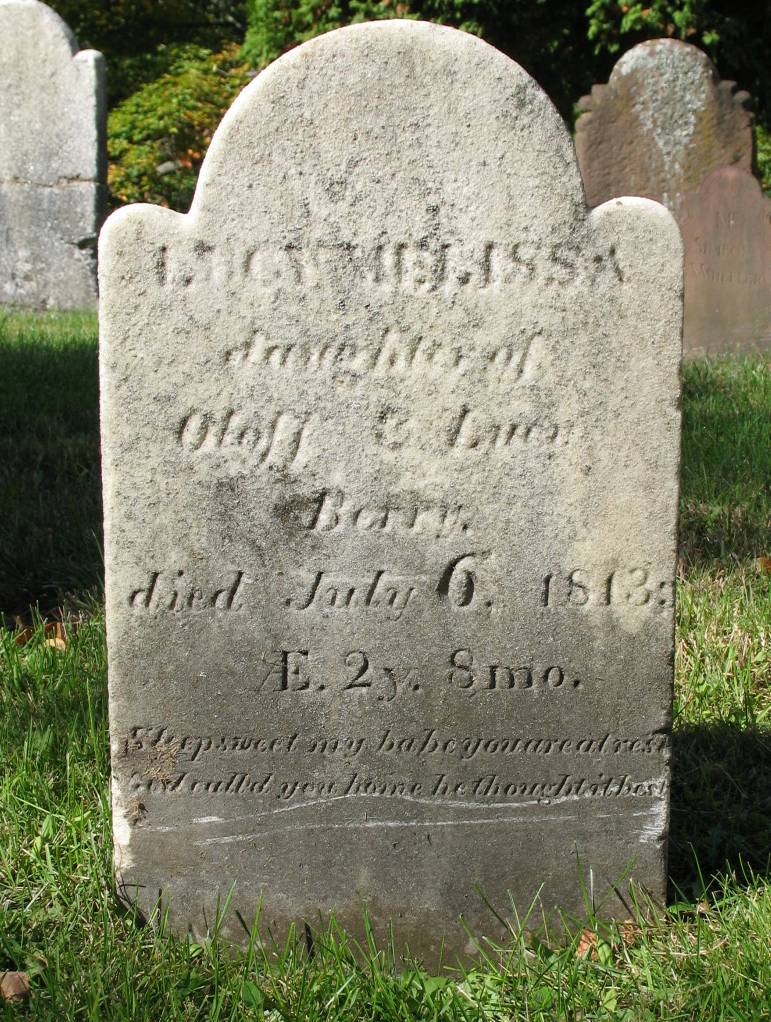 LUCY MELISSA
daughter of
Oloff & Lucy
Berry.
died July 6. 1813:
Æ. 2y. 8mo.
Sleep sweet my babe you are at rest
God call'd you home he thought it best